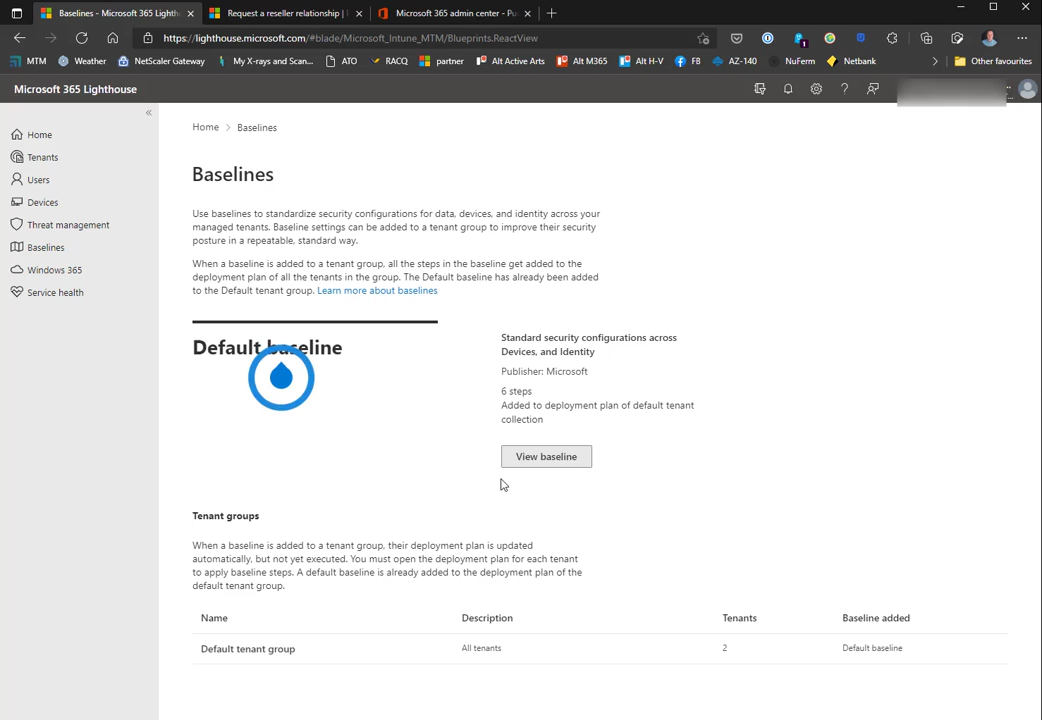 Baselines - Microsoft 365 Lighth
Request a reseller relationship |
Microsoft 365 admin center - Pu
https://lighthouse.microsoft.com/#blade/Microsoft_Intune_MTM/Blueprints.ReactView
1
MTM
Weather
NetScaler Gateway
My X-rays and Scan...
ATO
RACQ
partner
Alt Active Arts
Alt M365
Alt H-V
FB
AZ-140
NuFerm
Netbank
Other favourites
Microsoft 365 Lighthouse
Home
Tenants
Users
Devices
Threat management
Baselines
Windows 365
Service health
Home > Baselines
Baselines
Use baselines to standardize security configurations for data, devices, and identity across your
managed tenants. Baseline settings can be added to a tenant group to improve their security
posture in a repeatable, standard way.
When a baseline is added to a tenant group, all the steps in the baseline get added to the
deployment plan of all the tenants in the group. The Default baseline has already been added
to the Default tenant group. Learn more about baselines
Default baseline
Standard security configurations across
Devices, and Identity
Publisher: Microsoft
6 steps
Added to deployment plan of default tenant
collection
View baseline
Tenant groups
When a baseline is added to a tenant group, their deployment plan is updated
automatically, but not yet executed. You must open the deployment plan for each tenant
to apply baseline steps. A default baseline is already added to the deployment plan of the
default tenant group.
Name Description Tenants Baseline added
Default tenant group All tenants 2 Default baseline